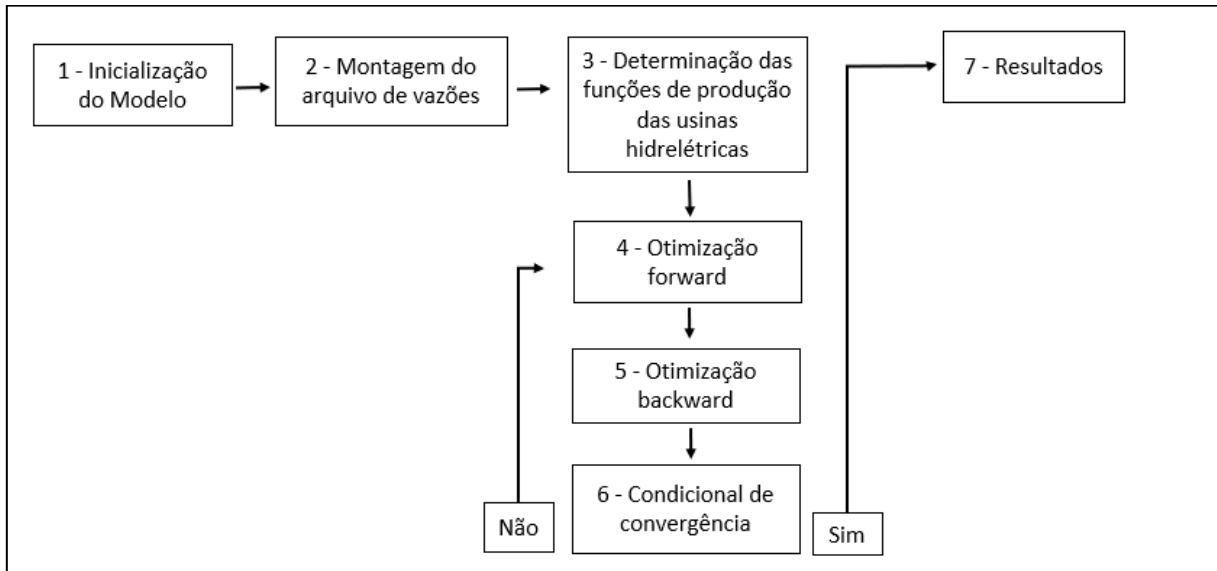 1 - Inicialização
do Modelo
2 - Montagem do
arquivo de vazões
3 - Determinação das
funções de produção
das usinas
hidrelétricas
7 - Resultados
4 - Otimização
forward
5 - Otimização
backward
6 - Condicional de
convergência
Não
Sim